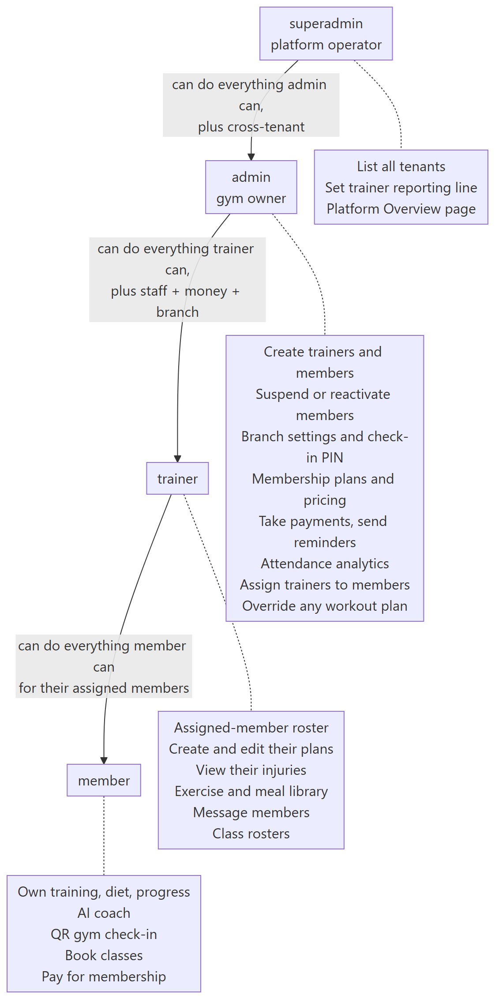 superadmin
platform operator
can do everything admin
can,
plus cross-tenant
List all tenants
Set trainer reporting line
Platform Overview page
admin
gym owner
can do everything trainer
can,
plus staff + money +
branch
Create trainers and
members
Suspend or reactivate
members
Branch settings and check-
in PIN
Membership plans and
pricing
Take payments, send
reminders
Attendance analytics
Assign trainers to members
Override any workout plan
trainer
can do everything member
can
for their assigned members
Assigned-member roster
Create and edit their plans
View their injuries
Exercise and meal library
Message members
Class rosters
member
Own training, diet, progress
AI coach
QR gym check-in
Book classes
Pay for membership